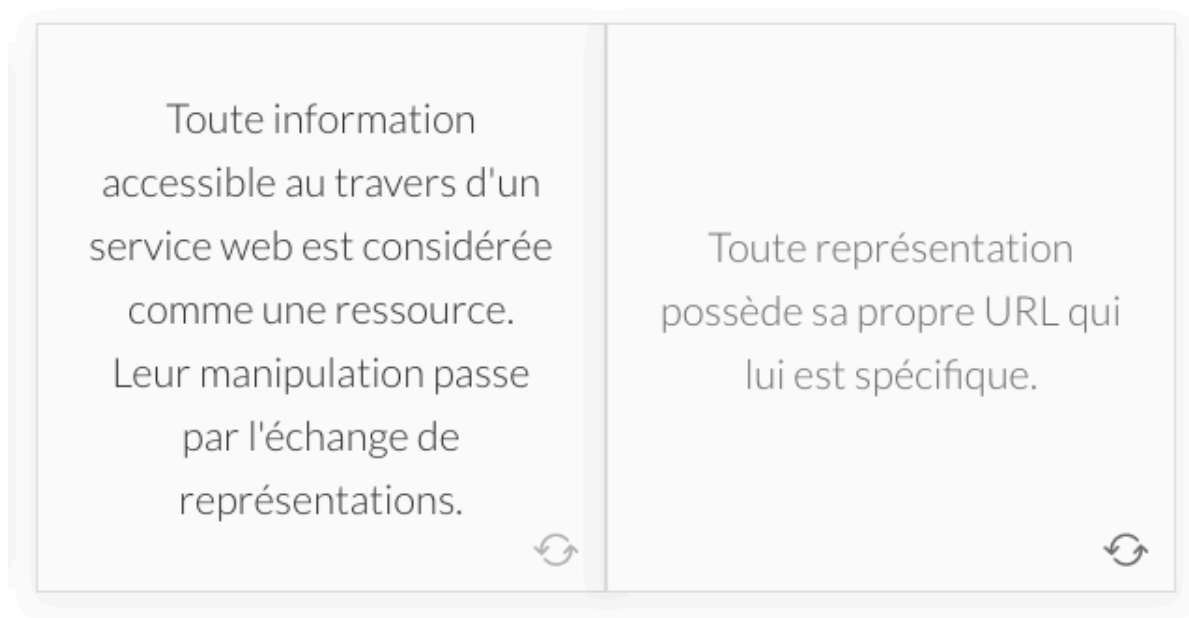 Toute information
accessible au travers d'un
service web est considérée
comme une ressource.
Leur manipulation passe
par l'échange de
représentations.
Toute représentation
possède sa propre URL qui
lui est spécifique.